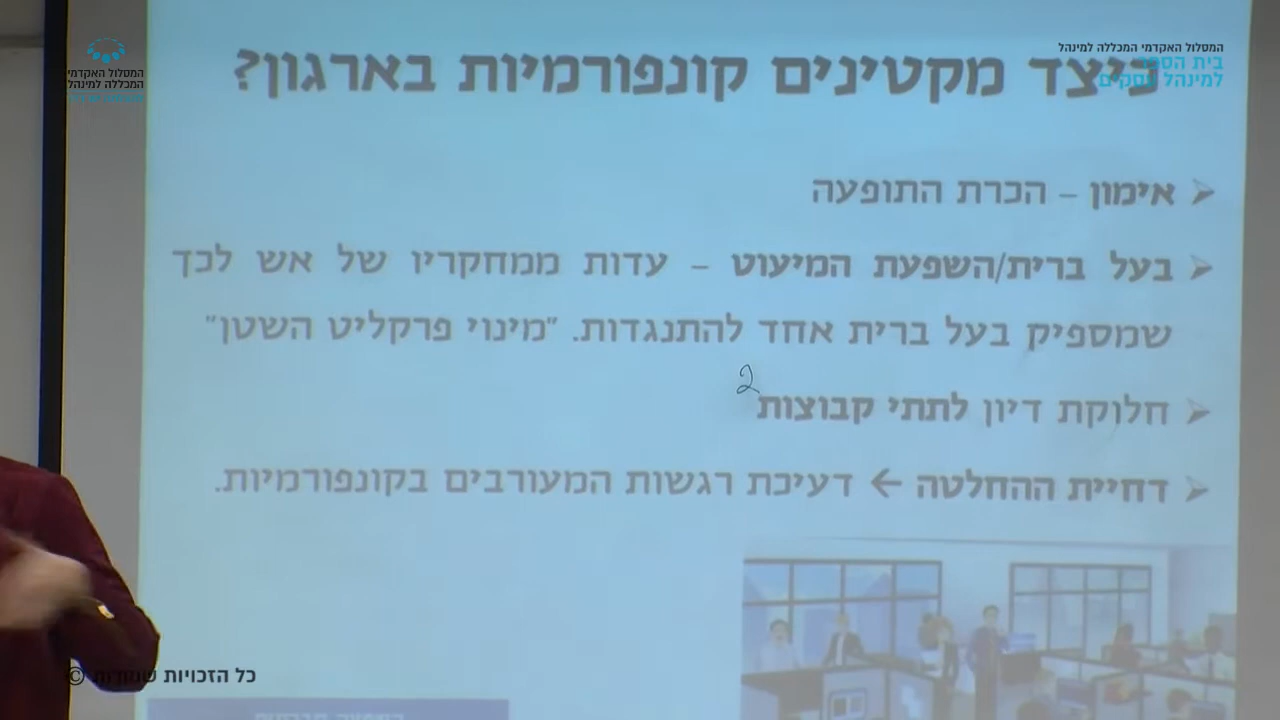 המסלול האקדמי המכללה למינהל
בית הספר
למינהל עסקים
המסלול האקדמי
המכללה למינהל
כיצד מקטינים קונפורמיות בארגון?
אימון – הכרת התופעה
בעל ברית/השפעת המיעוט – עדות ממחקריו של אש לכך
שמספיק בעל ברית אחד להתנגדות. "מינוי פרקליט השטן"
2
חלוקת דיון לתתי קבוצות
דחיית ההחלטה ← דעיכת רגשות המעורבים בקונפורמיות.
כל הזכויות שמורות ©